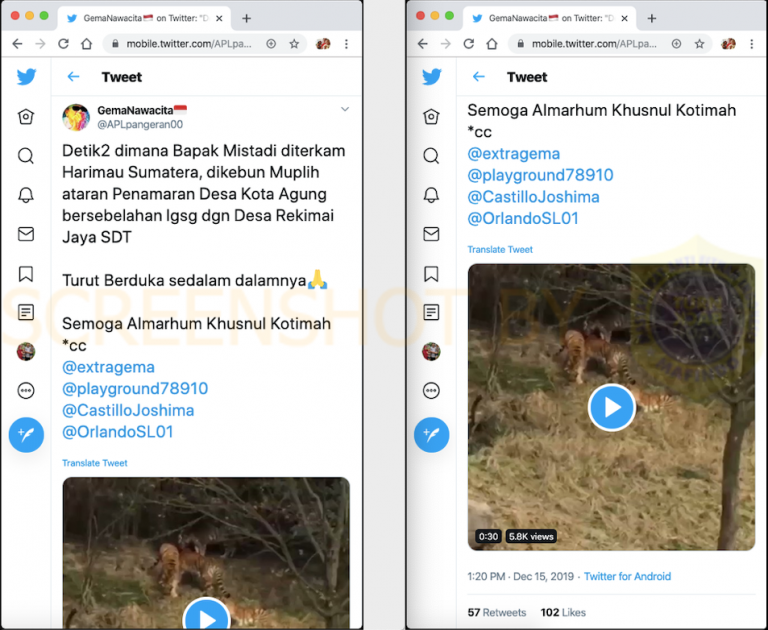 GemaNawacita on Twitter: "D
mobile.twitter.com/APLpa...
Tweet
GemaNawacita
@APLpangeran00
Detik2 dimana Bapak Mistadi diterkam
Harimau Sumatera, dikebun Muplih
ataran Penamaran Desa Kota Agung
bersebelahan lgsg dgn Desa Rekimai
Jaya SDT
Turut Berduka sedalam dalamnya🙏
Semoga Almarhum Khusnul Kotimah
*cc
@extragema
@playground78910
@CastilloJoshima
@OrlandoSL01
Translate Tweet
GemaNawacita on Twitter: "D
mobile.twitter.com/APLpa...
Tweet
Semoga Almarhum Khusnul Kotimah
*cc
@extragema
@playground78910
@CastilloJoshima
@OrlandoSL01
Translate Tweet
0:30 5.8K views
1:20 PM · Dec 15, 2019 · Twitter for Android
57 Retweets 102 Likes
SCREENSHOT BY